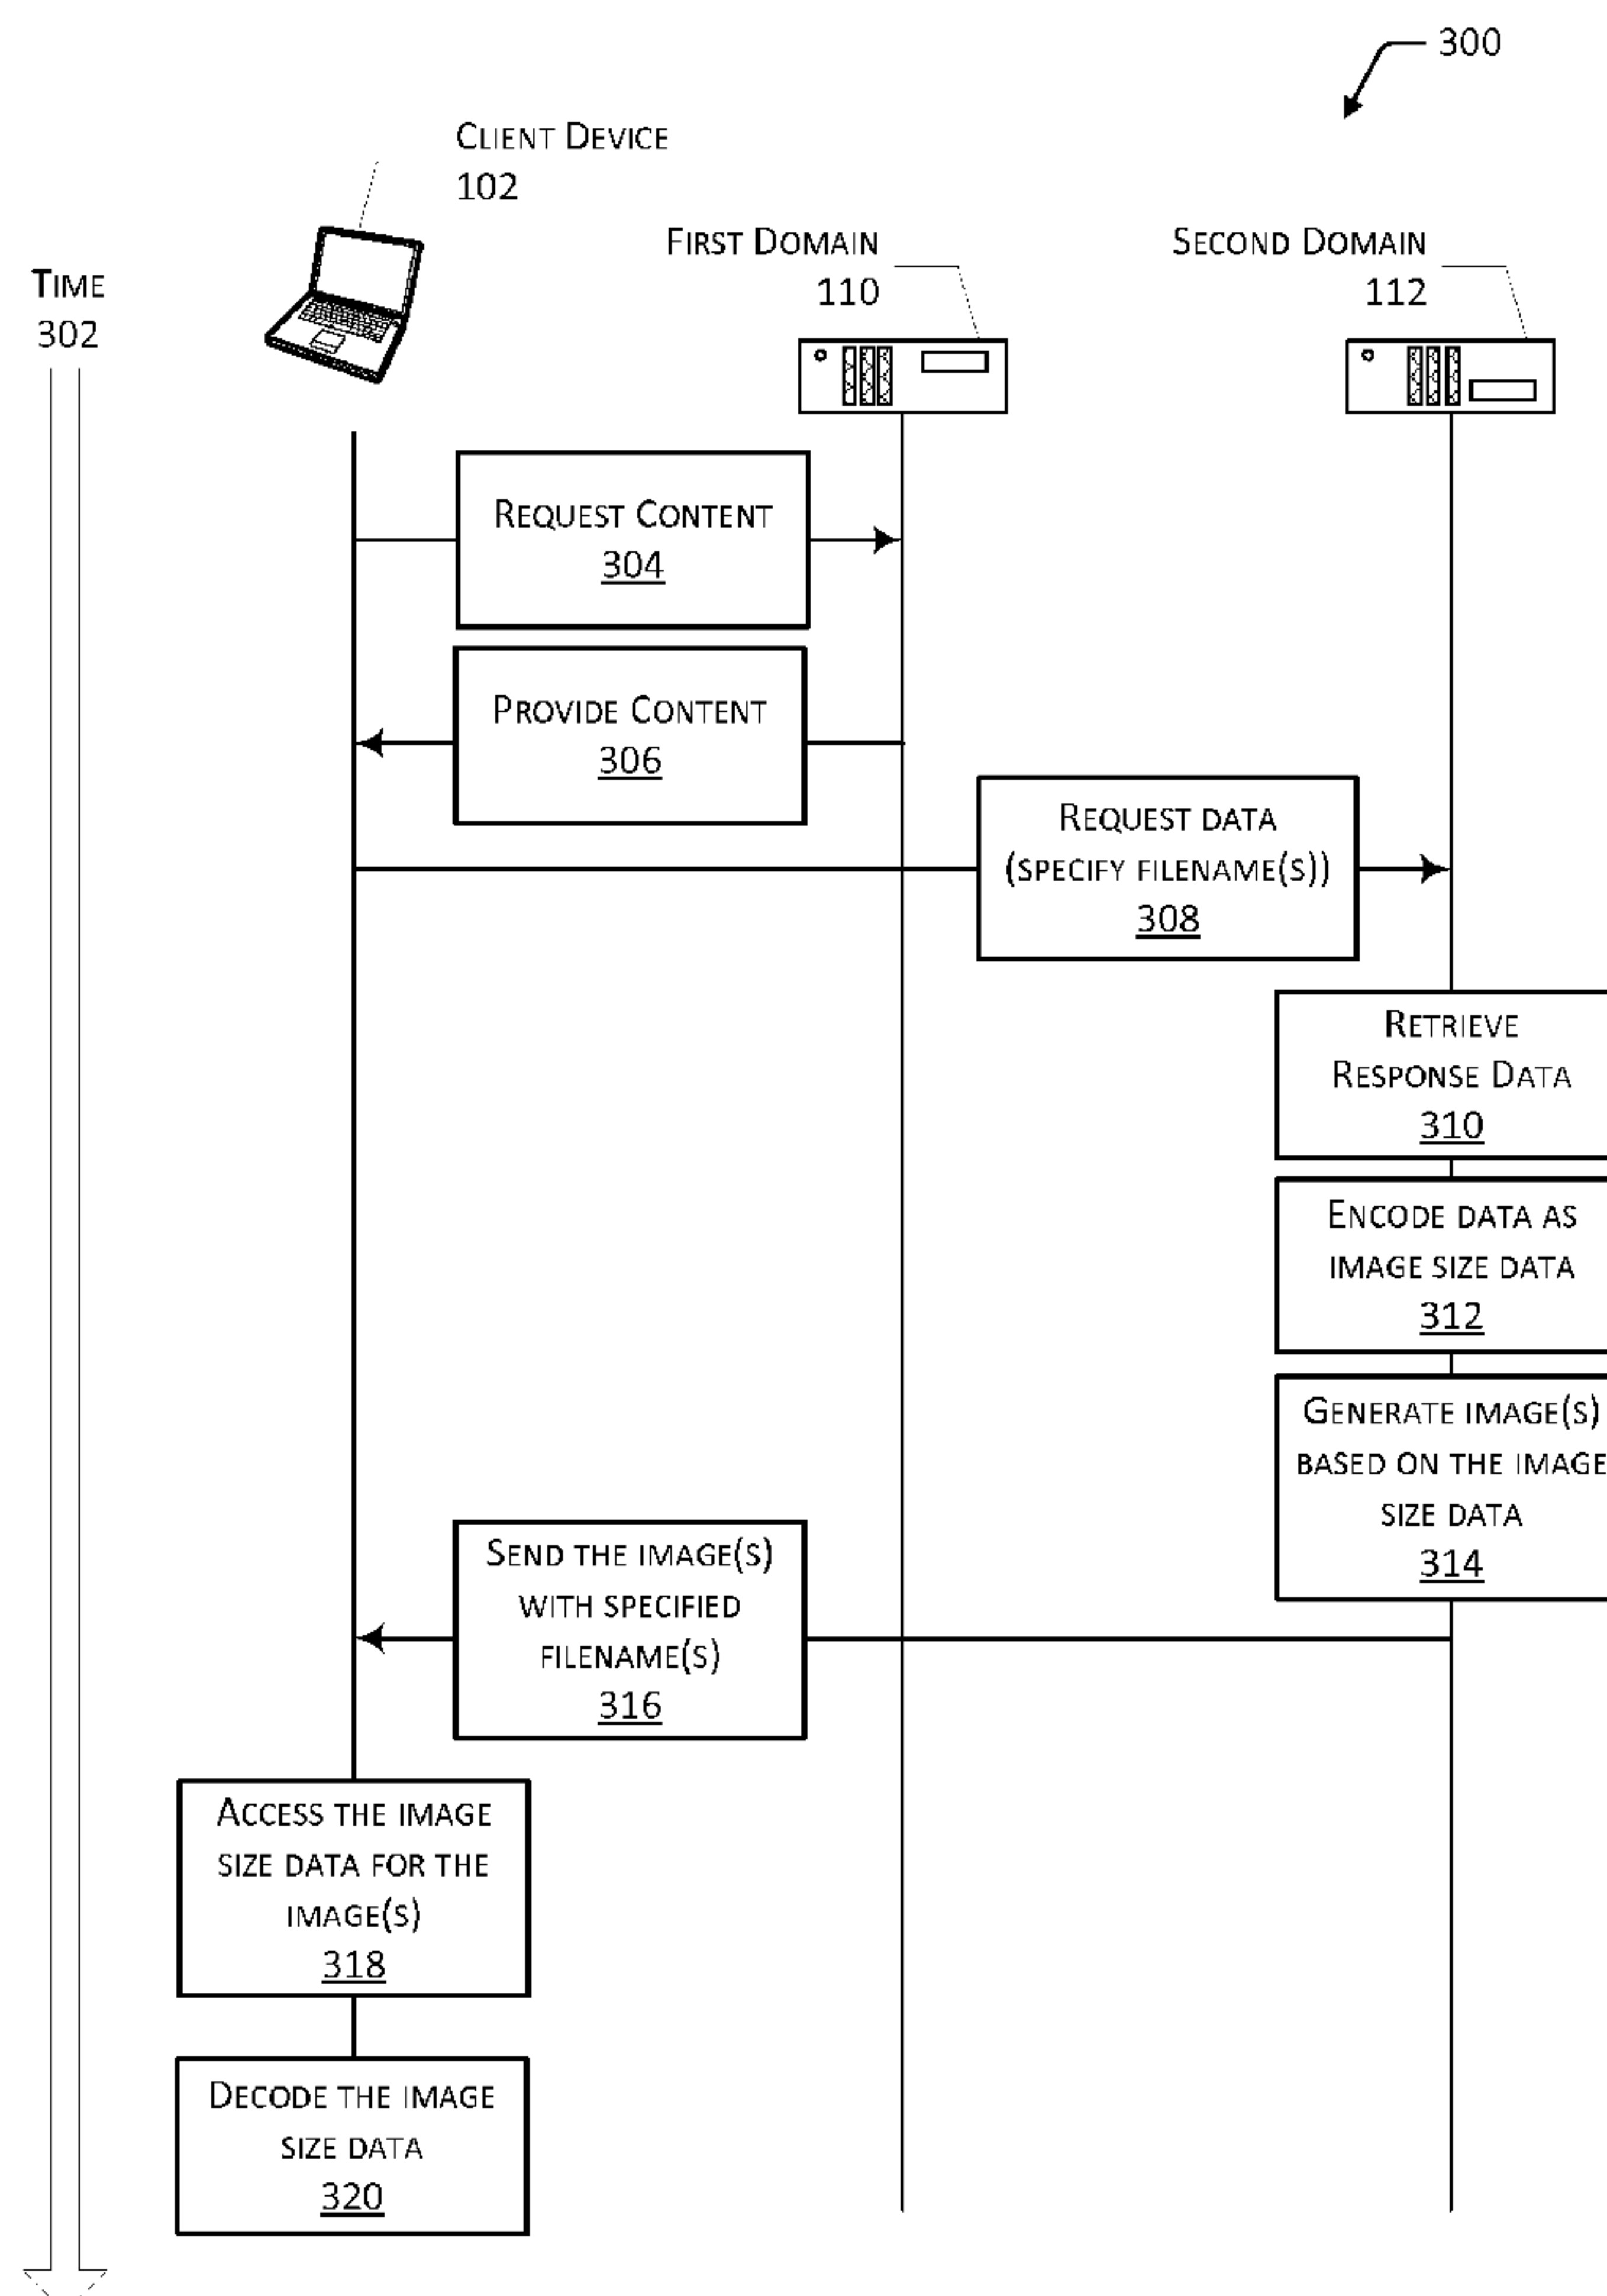 300
Client Device
102
First Domain
110
Second Domain
112
Time
302
Request Content
304
Provide Content
306
Request data
(specify filename(s))
308
Retrieve
Response Data
310
Encode data as
image size data
312
Generate image(s)
based on the image
size data
314
Send the image(s)
with specified
filename(s)
316
Access the image
size data for the
image(s)
318
Decode the image
size data
320